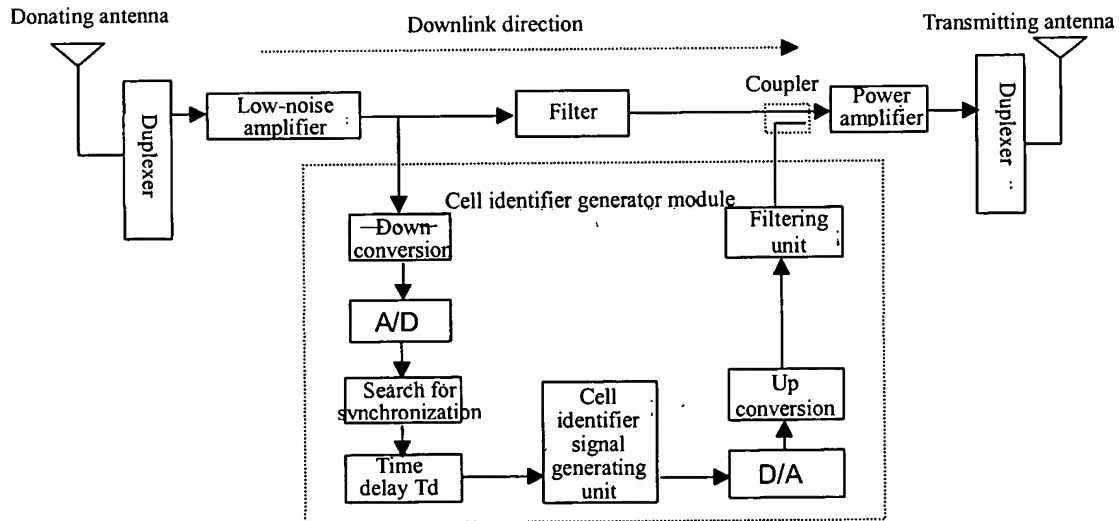 Donating antenna
Downlink direction
Transmitting antenna
Duplexer
Low-noise
amplifier
Filter
Coupler
Power
amplifier
Duplexer
Cell identifier generator module
Down
conversion
A/D
Search for
synchronization
Time
delay Td
Cell
identifier
signal
generating
unit
D/A
Up
conversion
Filtering
unit